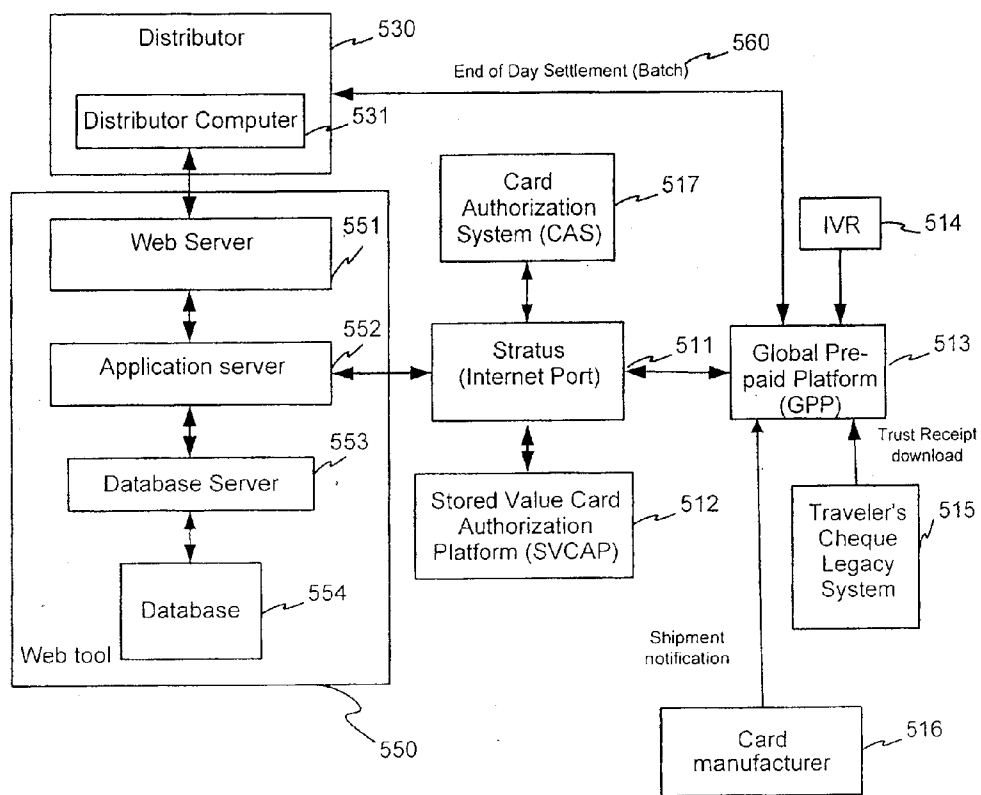 Distributor
530
Distributor Computer
531
560
End of Day Settlement (Batch)
Web Server
551
Application server
552
Database Server
553
Database
554
Web tool
550
Card
Authorization
System (CAS)
517
Stratus
(Internet Port)
511
Stored Value Card
Authorization
Platform (SVCAP)
512
IVR
514
Global Pre-
paid Platform
(GPP)
513
Trust Receipt
download
Traveler's
Cheque
Legacy
System
515
Shipment
notification
Card
manufacturer
516